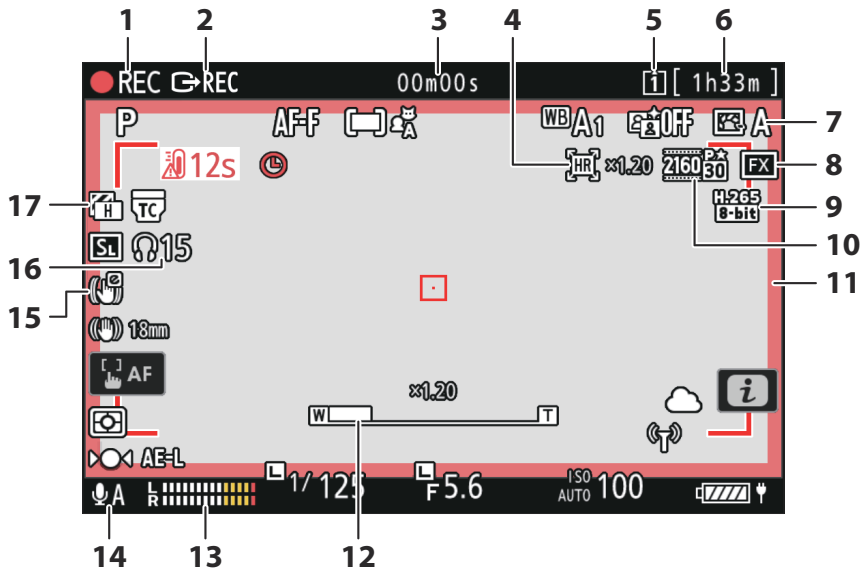 1 2 3 4 5 6
REC REC 00m00s 1 [ 1h33m ]
P AF-F WB A1 OFF A 7
12s HR ×1.20 2160 P★ 30 FX 8
17 H TC H.265 8-bit 9
10
SL 15
16 11
e
15
18mm
AF ×1.20 i
W T
AE-L
A L R L 1/125 L F5.6 ISO AUTO 100
14 13 12